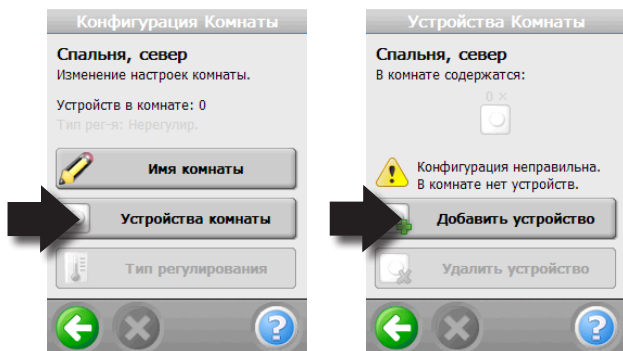 Конфигурация Комнаты
Спальня, север
Изменение настроек комнаты.
Устройств в комнате: 0
Тип рег-я: Нерегулир.
Имя комнаты
Устройства комнаты
Тип регулирования
?
Устройства Комнаты
Спальня, север
В комнате содержатся:
0 ×
Конфигурация неправильна.
В комнате нет устройств.
Добавить устройство
Удалить устройство
?